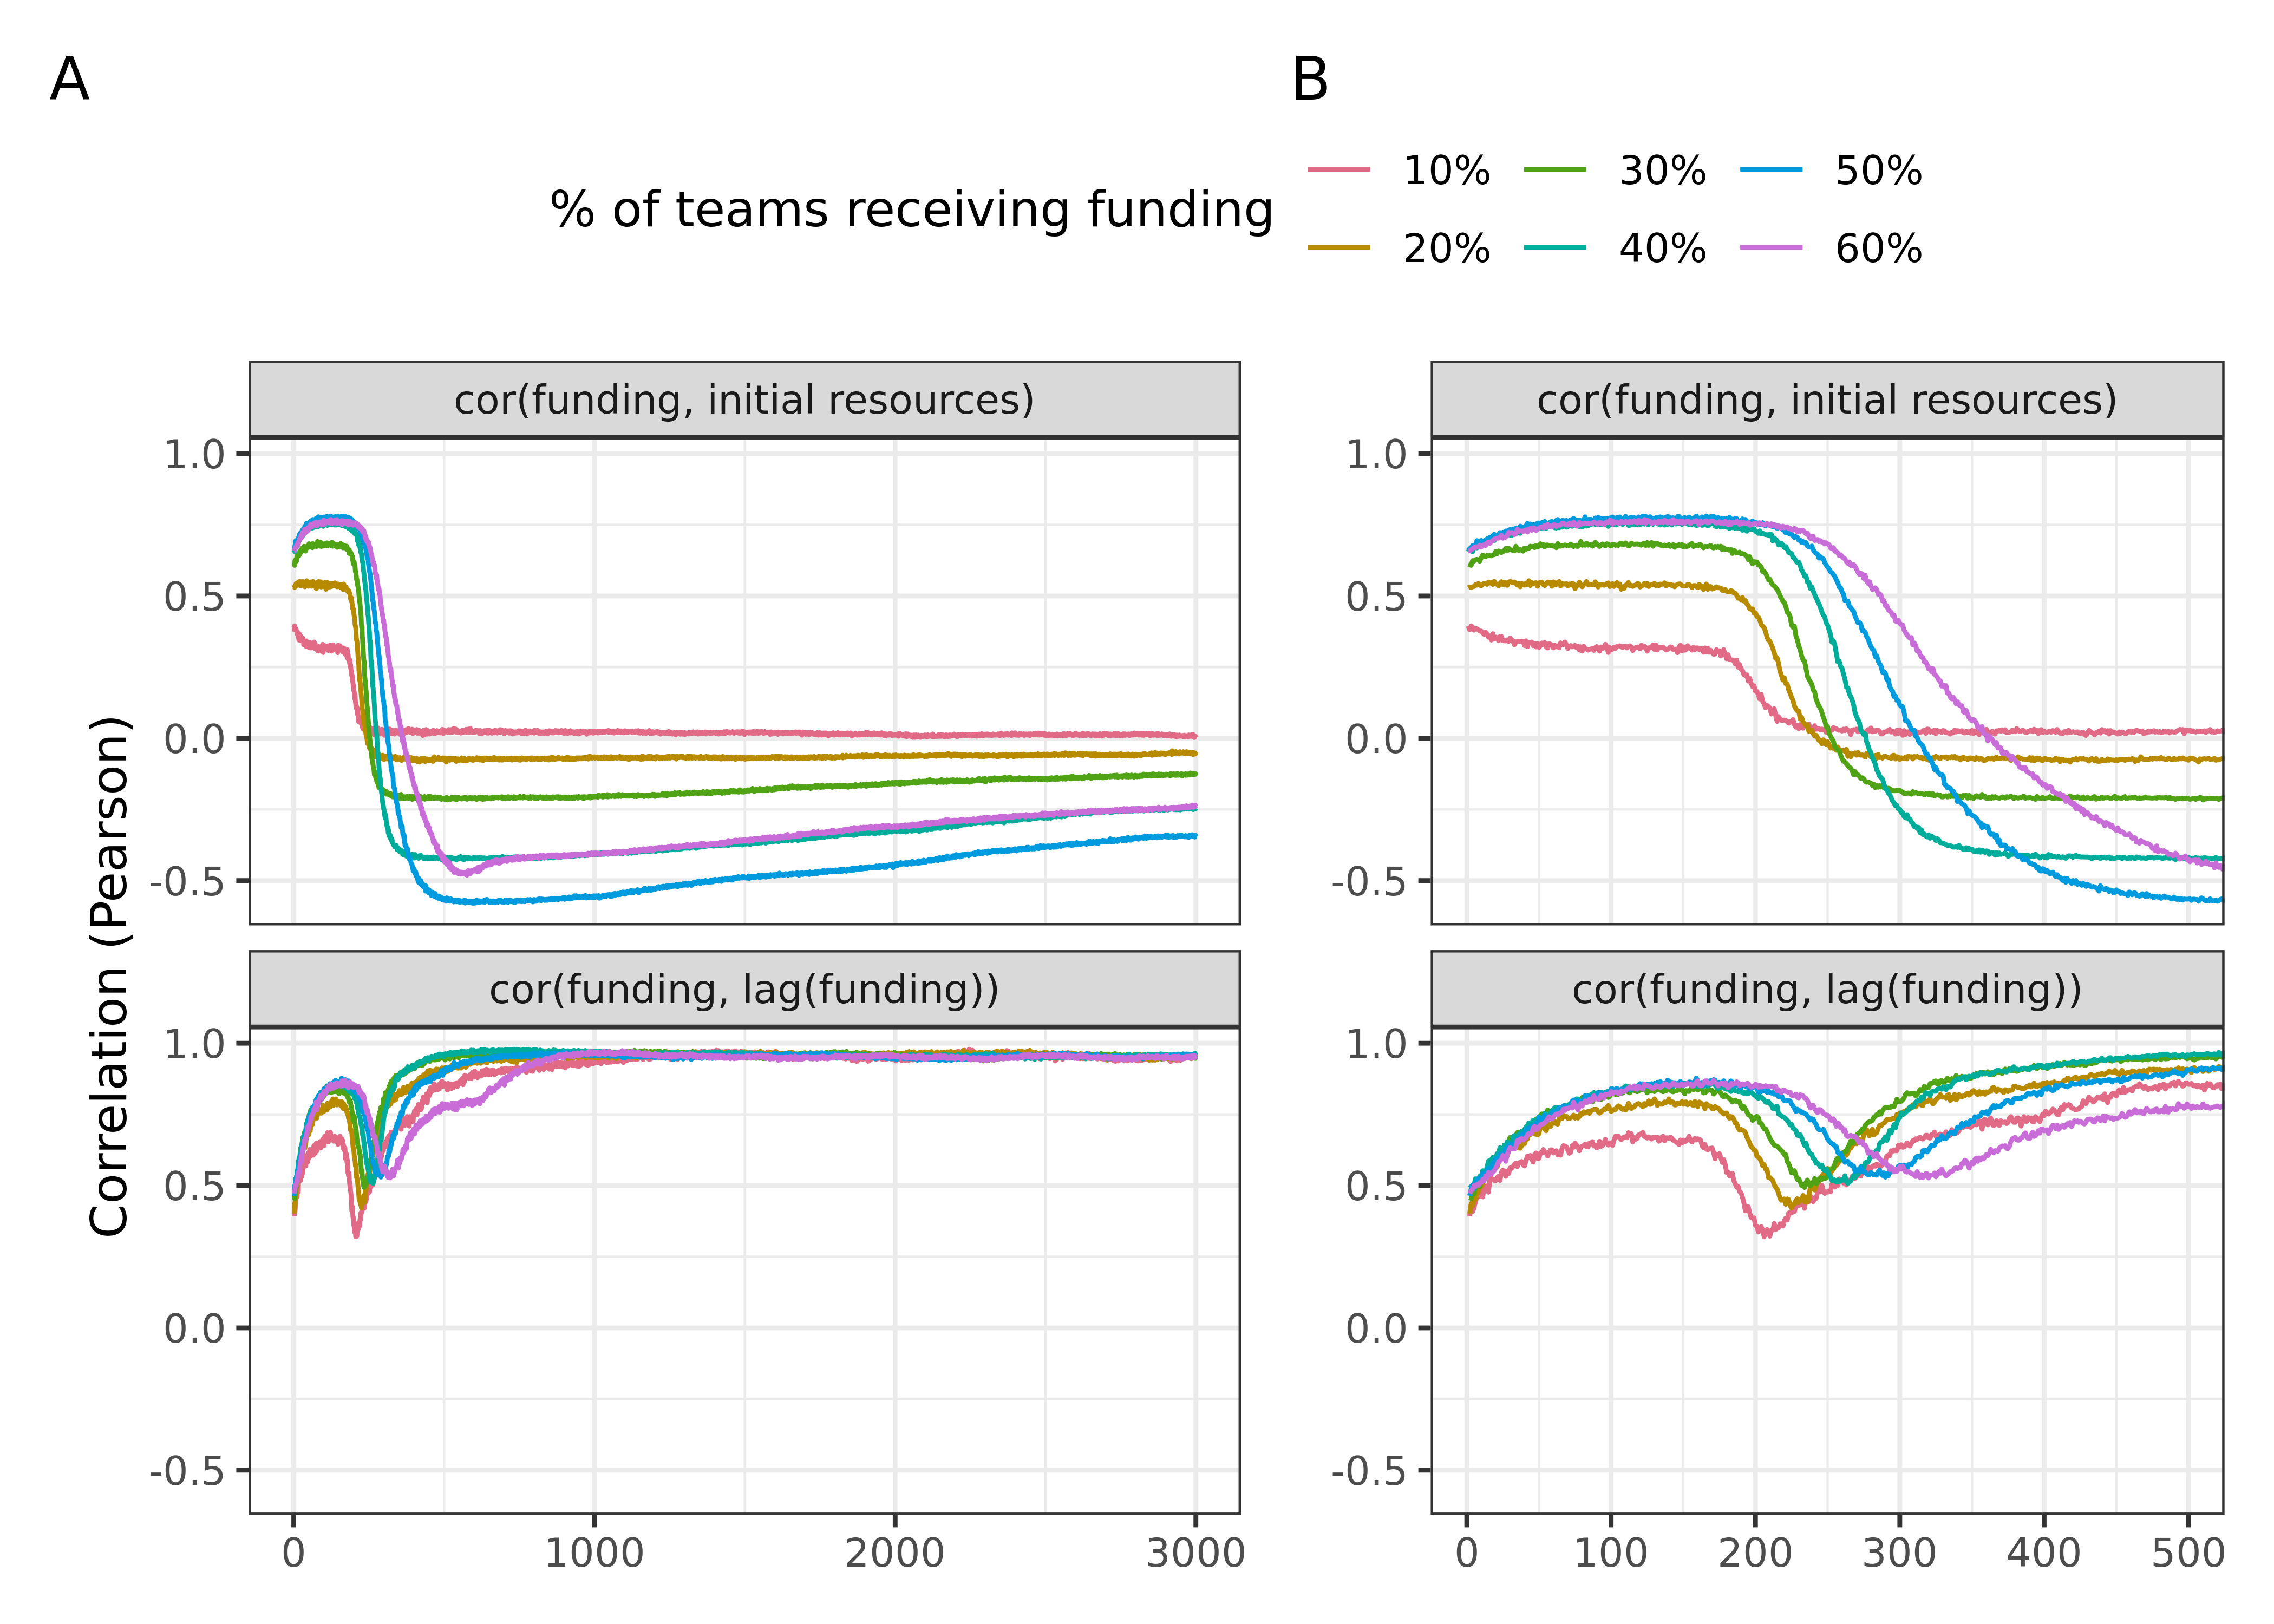 A
B
% of teams receiving funding
10% 30% 50%
20% 40% 60%
cor(funding, initial resources)
cor(funding, initial resources)
1.0
0.5
0.0
-0.5
1.0
0.5
0.0
-0.5
Correlation (Pearson)
cor(funding, lag(funding))
cor(funding, lag(funding))
1.0
0.5
0.0
-0.5
1.0
0.5
0.0
-0.5
0 1000 2000 3000
0 100 200 300 400 500